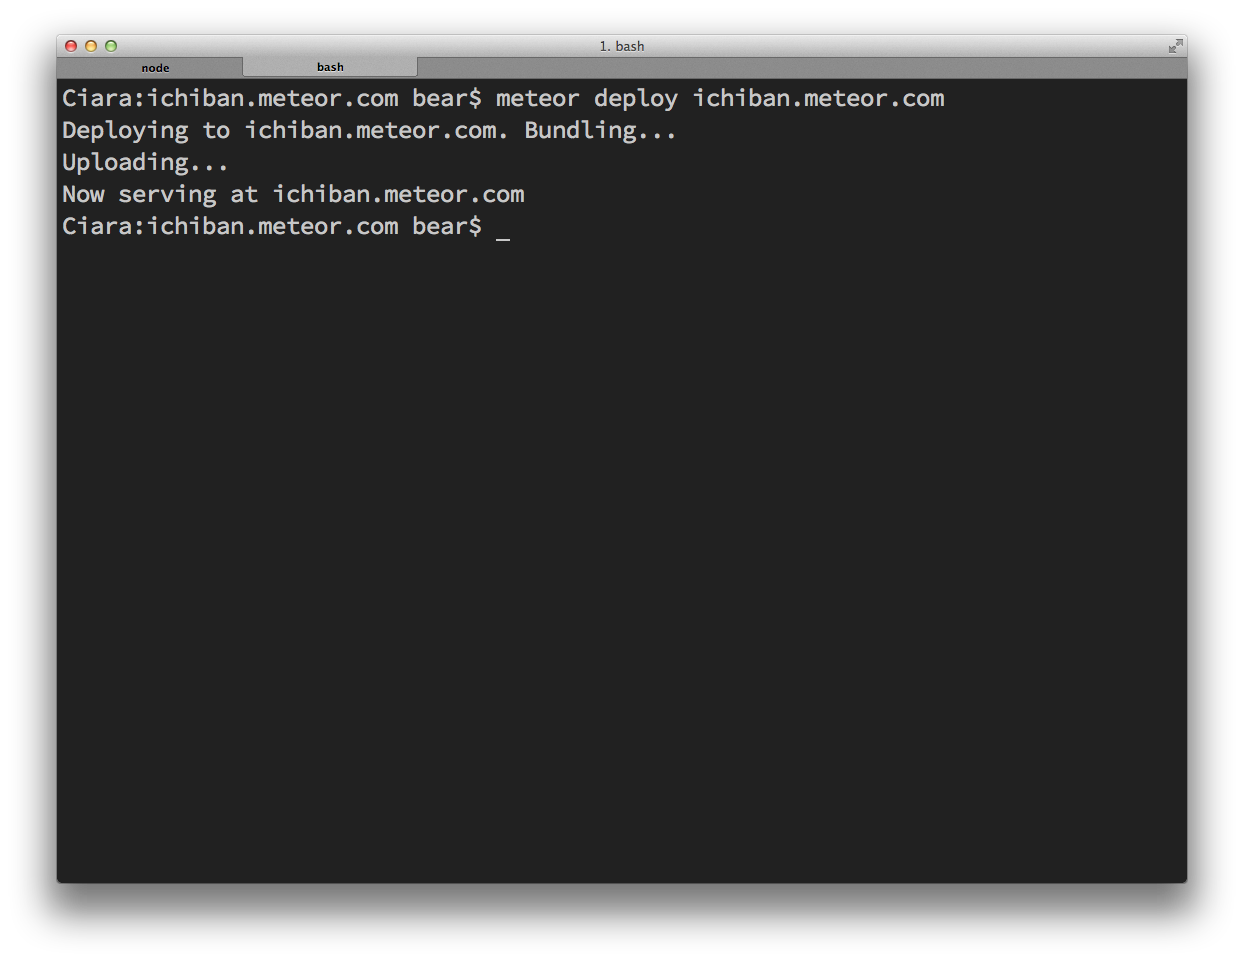 1. bash
node bash
Ciara:ichiban.meteor.com bear$ meteor deploy ichiban.meteor.com
Deploying to ichiban.meteor.com. Bundling...
Uploading...
Now serving at ichiban.meteor.com
Ciara:ichiban.meteor.com bear$ _